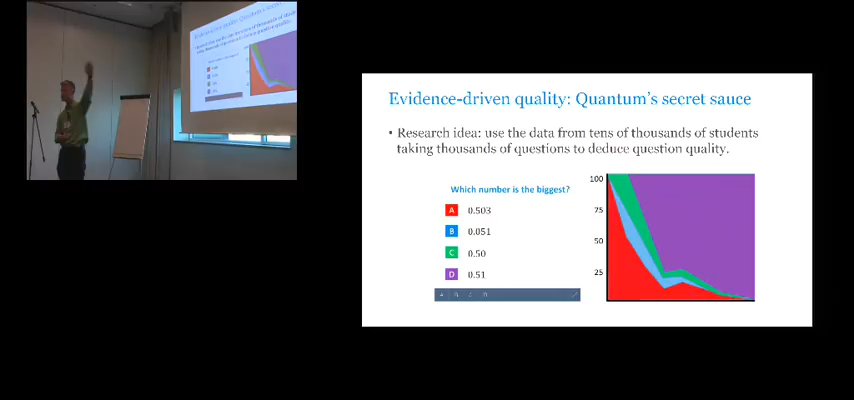 Evidence-driven quality: Quantum's secret sauce
• Research idea: use the data from tens of thousands of students
taking thousands of questions to deduce question quality.
Which number is the biggest?
A 0.503
B 0.051
C 0.50
D 0.51
100
75
50
25